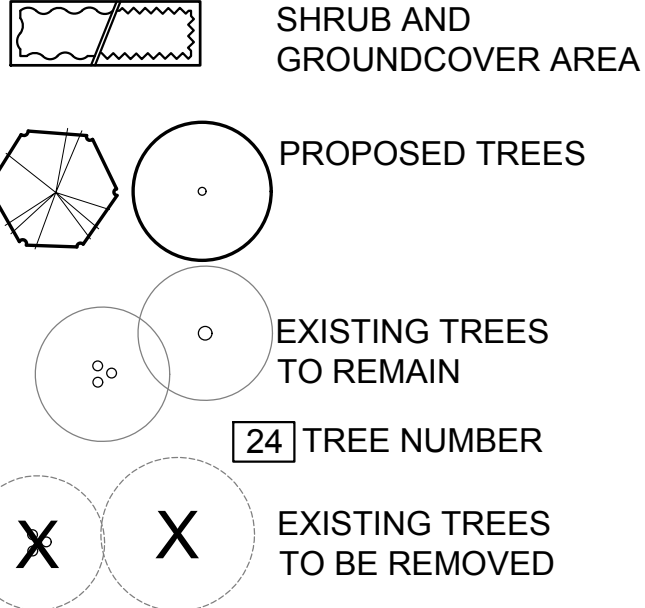 SHRUB AND
GROUNDCOVER AREA
PROPOSED TREES
EXISTING TREES
TO REMAIN
24 TREE NUMBER
X X EXISTING TREES
TO BE REMOVED